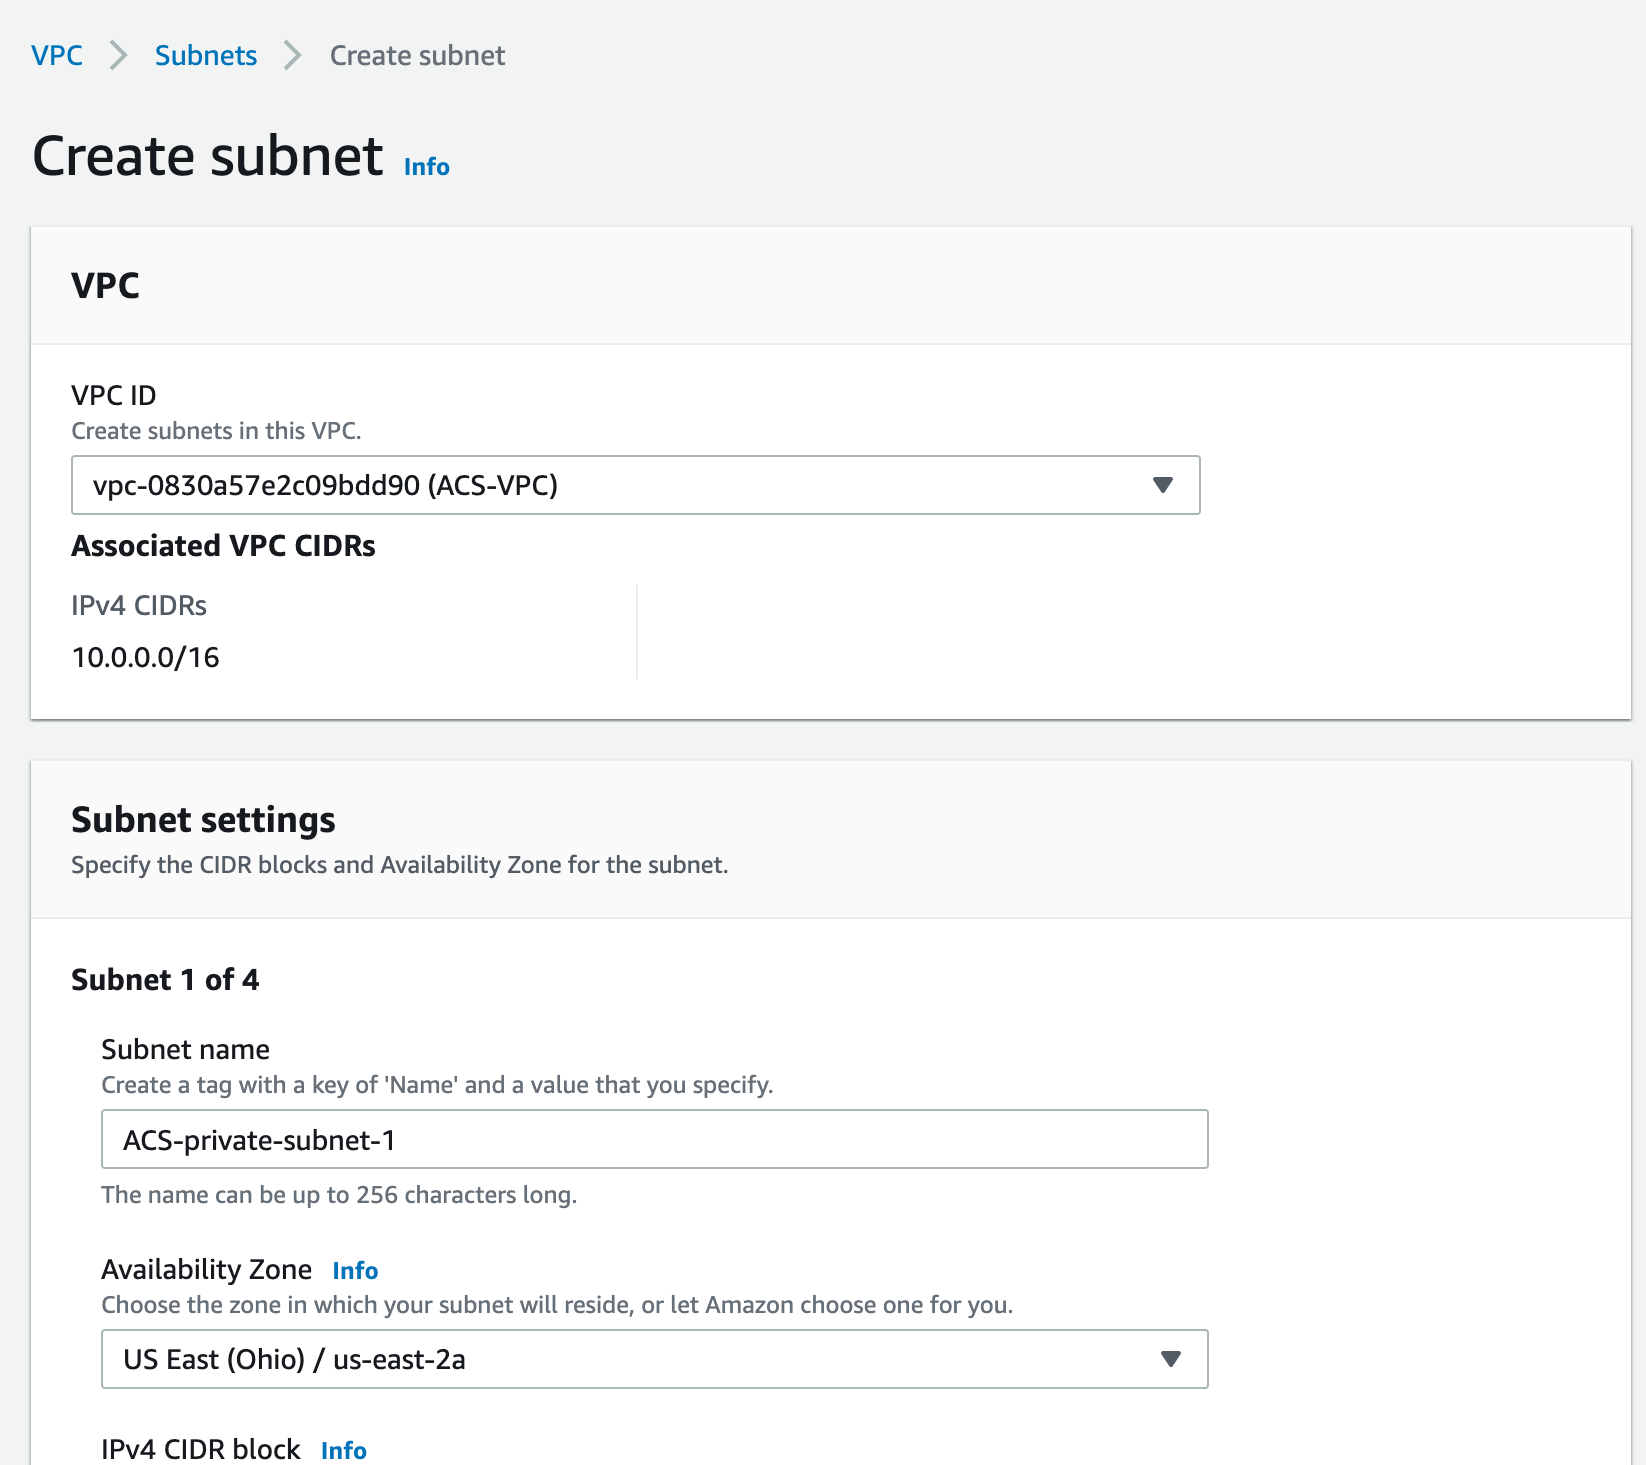 VPC > Subnets > Create subnet
Create subnet Info
VPC
VPC ID
Create subnets in this VPC.
vpc-0830a57e2c09bdd90 (ACS-VPC)
Associated VPC CIDRs
IPv4 CIDRs
10.0.0.0/16
Subnet settings
Specify the CIDR blocks and Availability Zone for the subnet.
Subnet 1 of 4
Subnet name
Create a tag with a key of 'Name' and a value that you specify.
ACS-private-subnet-1
The name can be up to 256 characters long.
Availability Zone Info
Choose the zone in which your subnet will reside, or let Amazon choose one for you.
US East (Ohio) / us-east-2a
IPv4 CIDR block Info